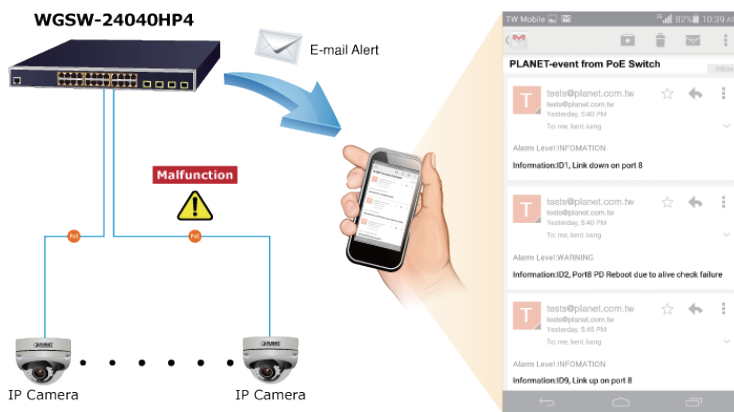 WGSW-24040HP4
E-mail Alert
Malfunction
PoE
PoE
PLANET
PLANET
IP Camera
IP Camera
TW Mobile
3G 82% 10:39 AM
PLANET-event from PoE Switch
Inbox
T
tests@planet.com.tw
tests@planet.com.tw
Yesterday, 5:40 PM
To: me, kent.kang
Alarm Level:INFOMATION
Information:ID1, Link down on port 8
T
tests@planet.com.tw
tests@planet.com.tw
Yesterday, 5:40 PM
To: me, kent.kang
Alarm Level:WARNING
Information:ID2, Port8 PD Reboot due to alive check failure
T
tests@planet.com.tw
tests@planet.com.tw
Yesterday, 5:45 PM
To: me, kent.kang
Alarm Level:INFOMATION
Information:ID9, Link up on port 8